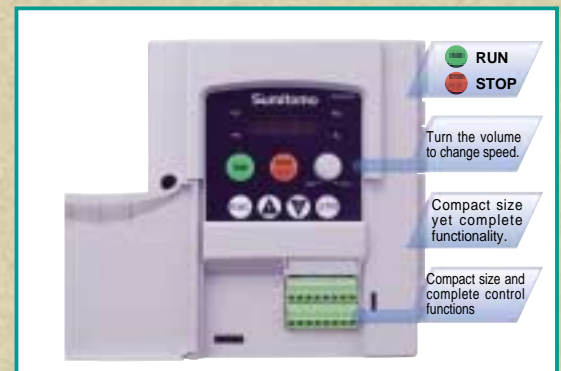 Sumitomo
RUN
STOP
Turn the volume
to change speed.
Compact size
yet complete
functionality.
Compact size and
complete control
functions